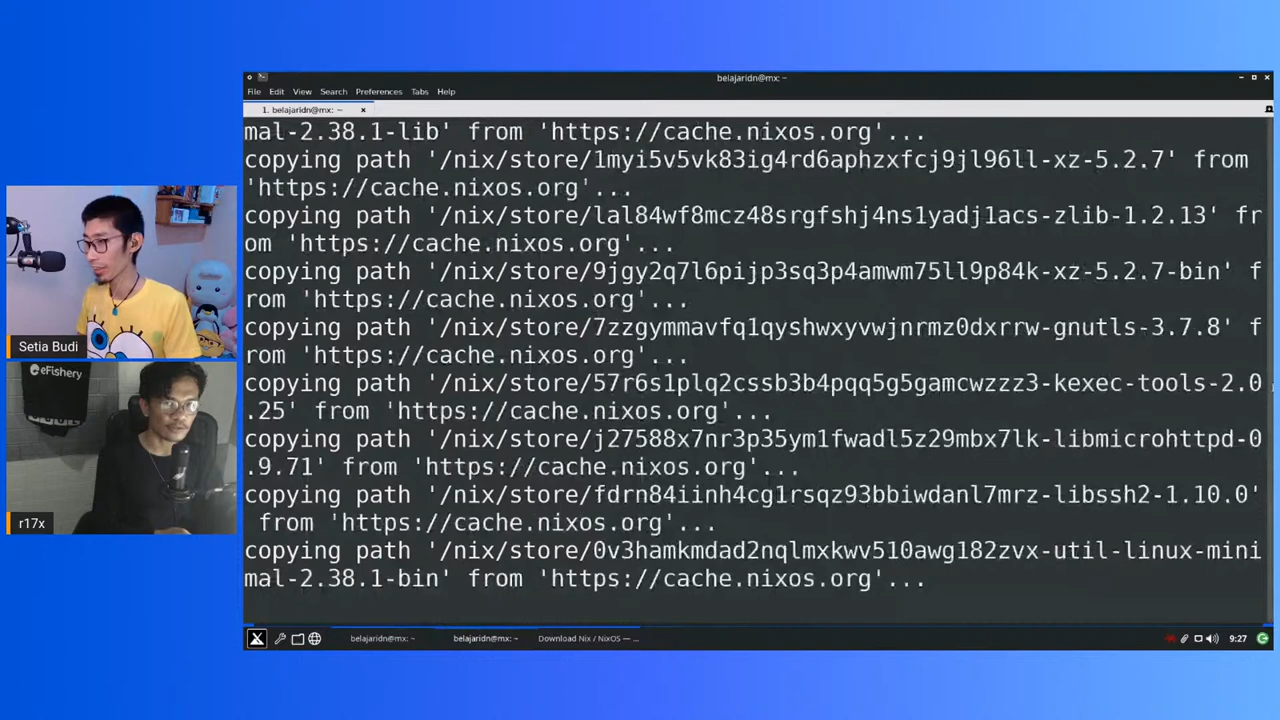 belajaridn@mx: ~
File Edit View Search Preferences Tabs Help
1. belajaridn@mx: ~
mal-2.38.1-lib' from 'https://cache.nixos.org'...
copying path '/nix/store/1myi5v5vk83ig4rd6aphzxfcj9jl96ll-xz-5.2.7' from
'https://cache.nixos.org'...
copying path '/nix/store/lal84wf8mcz48srgfshj4ns1yadj1acs-zlib-1.2.13' fr
om 'https://cache.nixos.org'...
copying path '/nix/store/9jgy2q7l6pijp3sq3p4amwm75ll9p84k-xz-5.2.7-bin' f
rom 'https://cache.nixos.org'...
copying path '/nix/store/7zzgymmavfq1qyshwxyvwjnrmz0dxrrw-gnutls-3.7.8' f
rom 'https://cache.nixos.org'...
copying path '/nix/store/57r6s1plq2cssb3b4pqq5g5gamcwzzz3-kexec-tools-2.0
.25' from 'https://cache.nixos.org'...
copying path '/nix/store/j27588x7nr3p35ym1fwadl5z29mbx7lk-libmicrohttpd-0
.9.71' from 'https://cache.nixos.org'...
copying path '/nix/store/fdrn84iinh4cg1rsqz93bbiwdanl7mrz-libssh2-1.10.0'
from 'https://cache.nixos.org'...
copying path '/nix/store/0v3hamkmdad2nqlmxkwv510awg182zvx-util-linux-mini
mal-2.38.1-bin' from 'https://cache.nixos.org'...
Setia Budi
eFishery
r17x
belajaridn@mx: ~
belajaridn@mx: ~
Download Nix / NixOS — ...
9:27